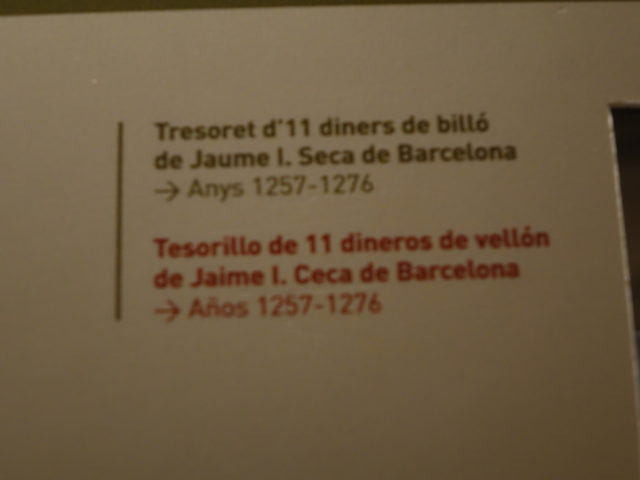 Tresoret d'11 diners de billó
de Jaume I. Seca de Barcelona
→ Anys 1257-1276
Tesorillo de 11 dineros de vellón
de Jaime I. Ceca de Barcelona
→ Años 1257-1276